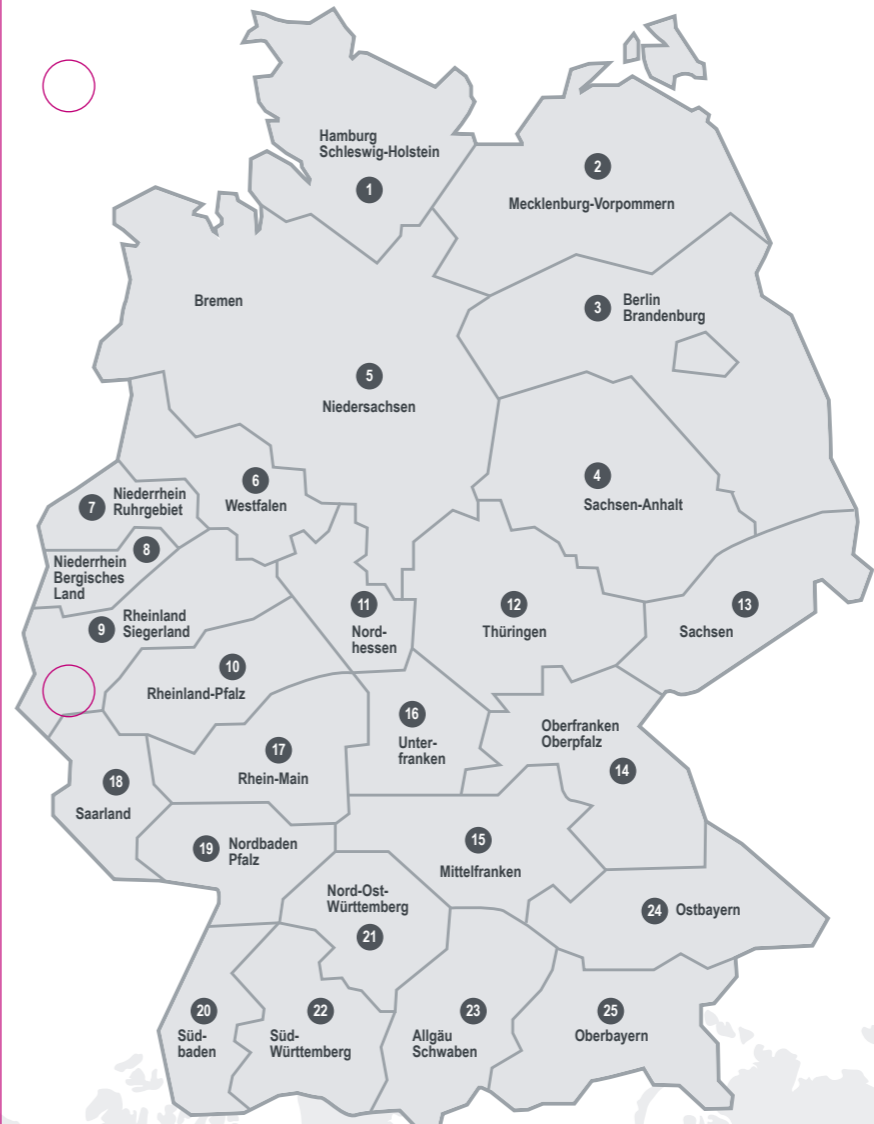 Hamburg
Schleswig-Holstein
1
2
Mecklenburg-Vorpommern
Bremen
3
Berlin
Brandenburg
5
Niedersachsen
4
Sachsen-Anhalt
6
Westfalen
7
Niederrhein
Ruhrgebiet
8
Niederrhein
Bergisches
Land
9
Rheinland
Siegerland
11
Nord-
hessen
12
Thüringen
13
Sachsen
10
Rheinland-Pfalz
16
Unter-
franken
Oberfranken
Oberpfalz
14
17
Rhein-Main
18
Saarland
19
Nordbaden
Pfalz
15
Mittelfranken
Nord-Ost-
Württemberg
21
24
Ostbayern
20
Süd-
baden
22
Süd-
Württemberg
23
Allgäu
Schwaben
25
Oberbayern